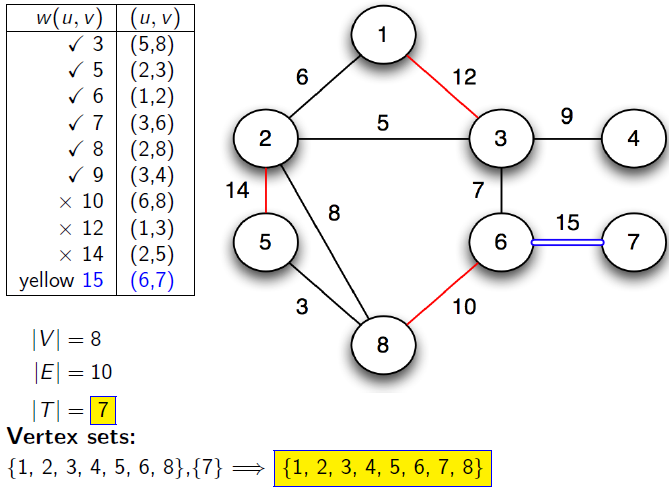 w(u, v) (u, v)
✓ 3 (5,8)
✓ 5 (2,3)
✓ 6 (1,2)
✓ 7 (3,6)
✓ 8 (2,8)
✓ 9 (3,4)
× 10 (6,8)
× 12 (1,3)
× 14 (2,5)
yellow 15 (6,7)
1
6
12
2
5
3
9
4
14
8
7
15
5
6
7
3
10
8
|V| = 8
|E| = 10
|T| = 7
Vertex sets:
{1, 2, 3, 4, 5, 6, 8},{7} ⟹ {1, 2, 3, 4, 5, 6, 7, 8}